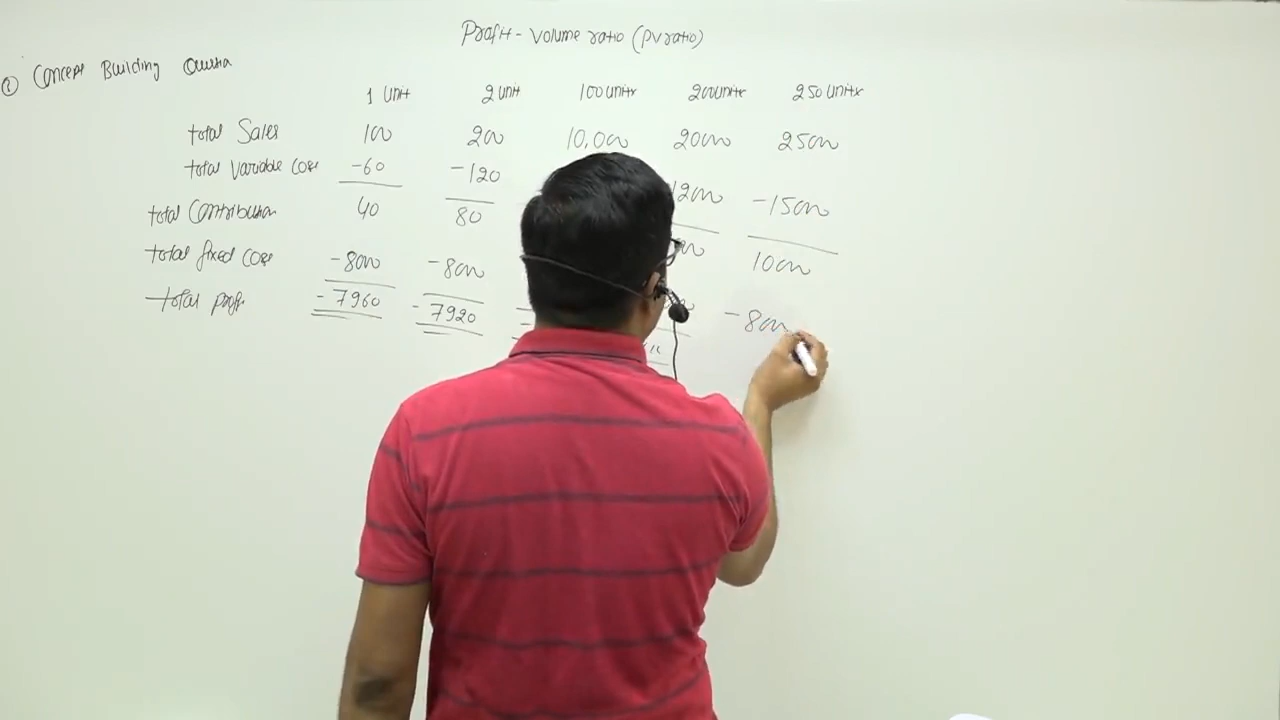 Profit - Volume ratio (PV ratio)
② Concept Building
1 Unit 2 Unit 100 Units 200 Units 250 Units
total Sales 100 200 10,000 20000 25000
total Variable Cost -60 -120 12000 -15000
total Contribution 40 80 10000
total fixed Cost -8000 -8000 -8000
total profit -7960 -7920